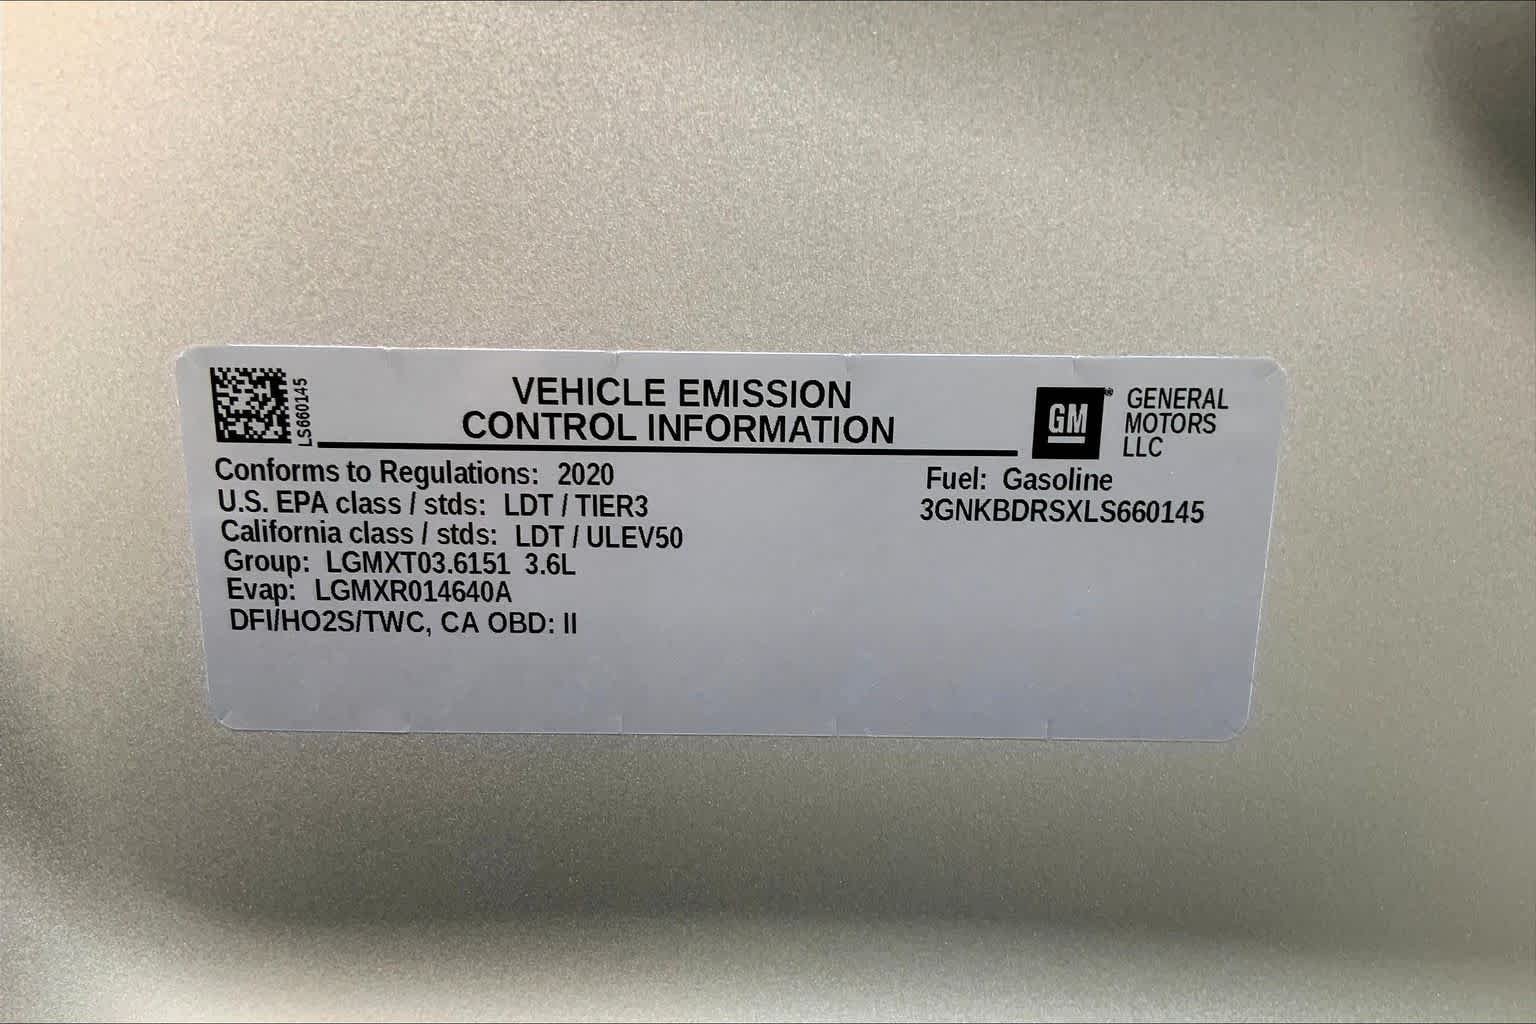 LS660145
VEHICLE EMISSION
CONTROL INFORMATION
GM®
GENERAL
MOTORS
LLC
Conforms to Regulations: 2020
U.S. EPA class / stds: LDT / TIER3
California class / stds: LDT / ULEV50
Group: LGMXT03.6151 3.6L
Evap: LGMXR014640A
DFI/HO2S/TWC, CA OBD: II
Fuel: Gasoline
3GNKBDRSXLS660145